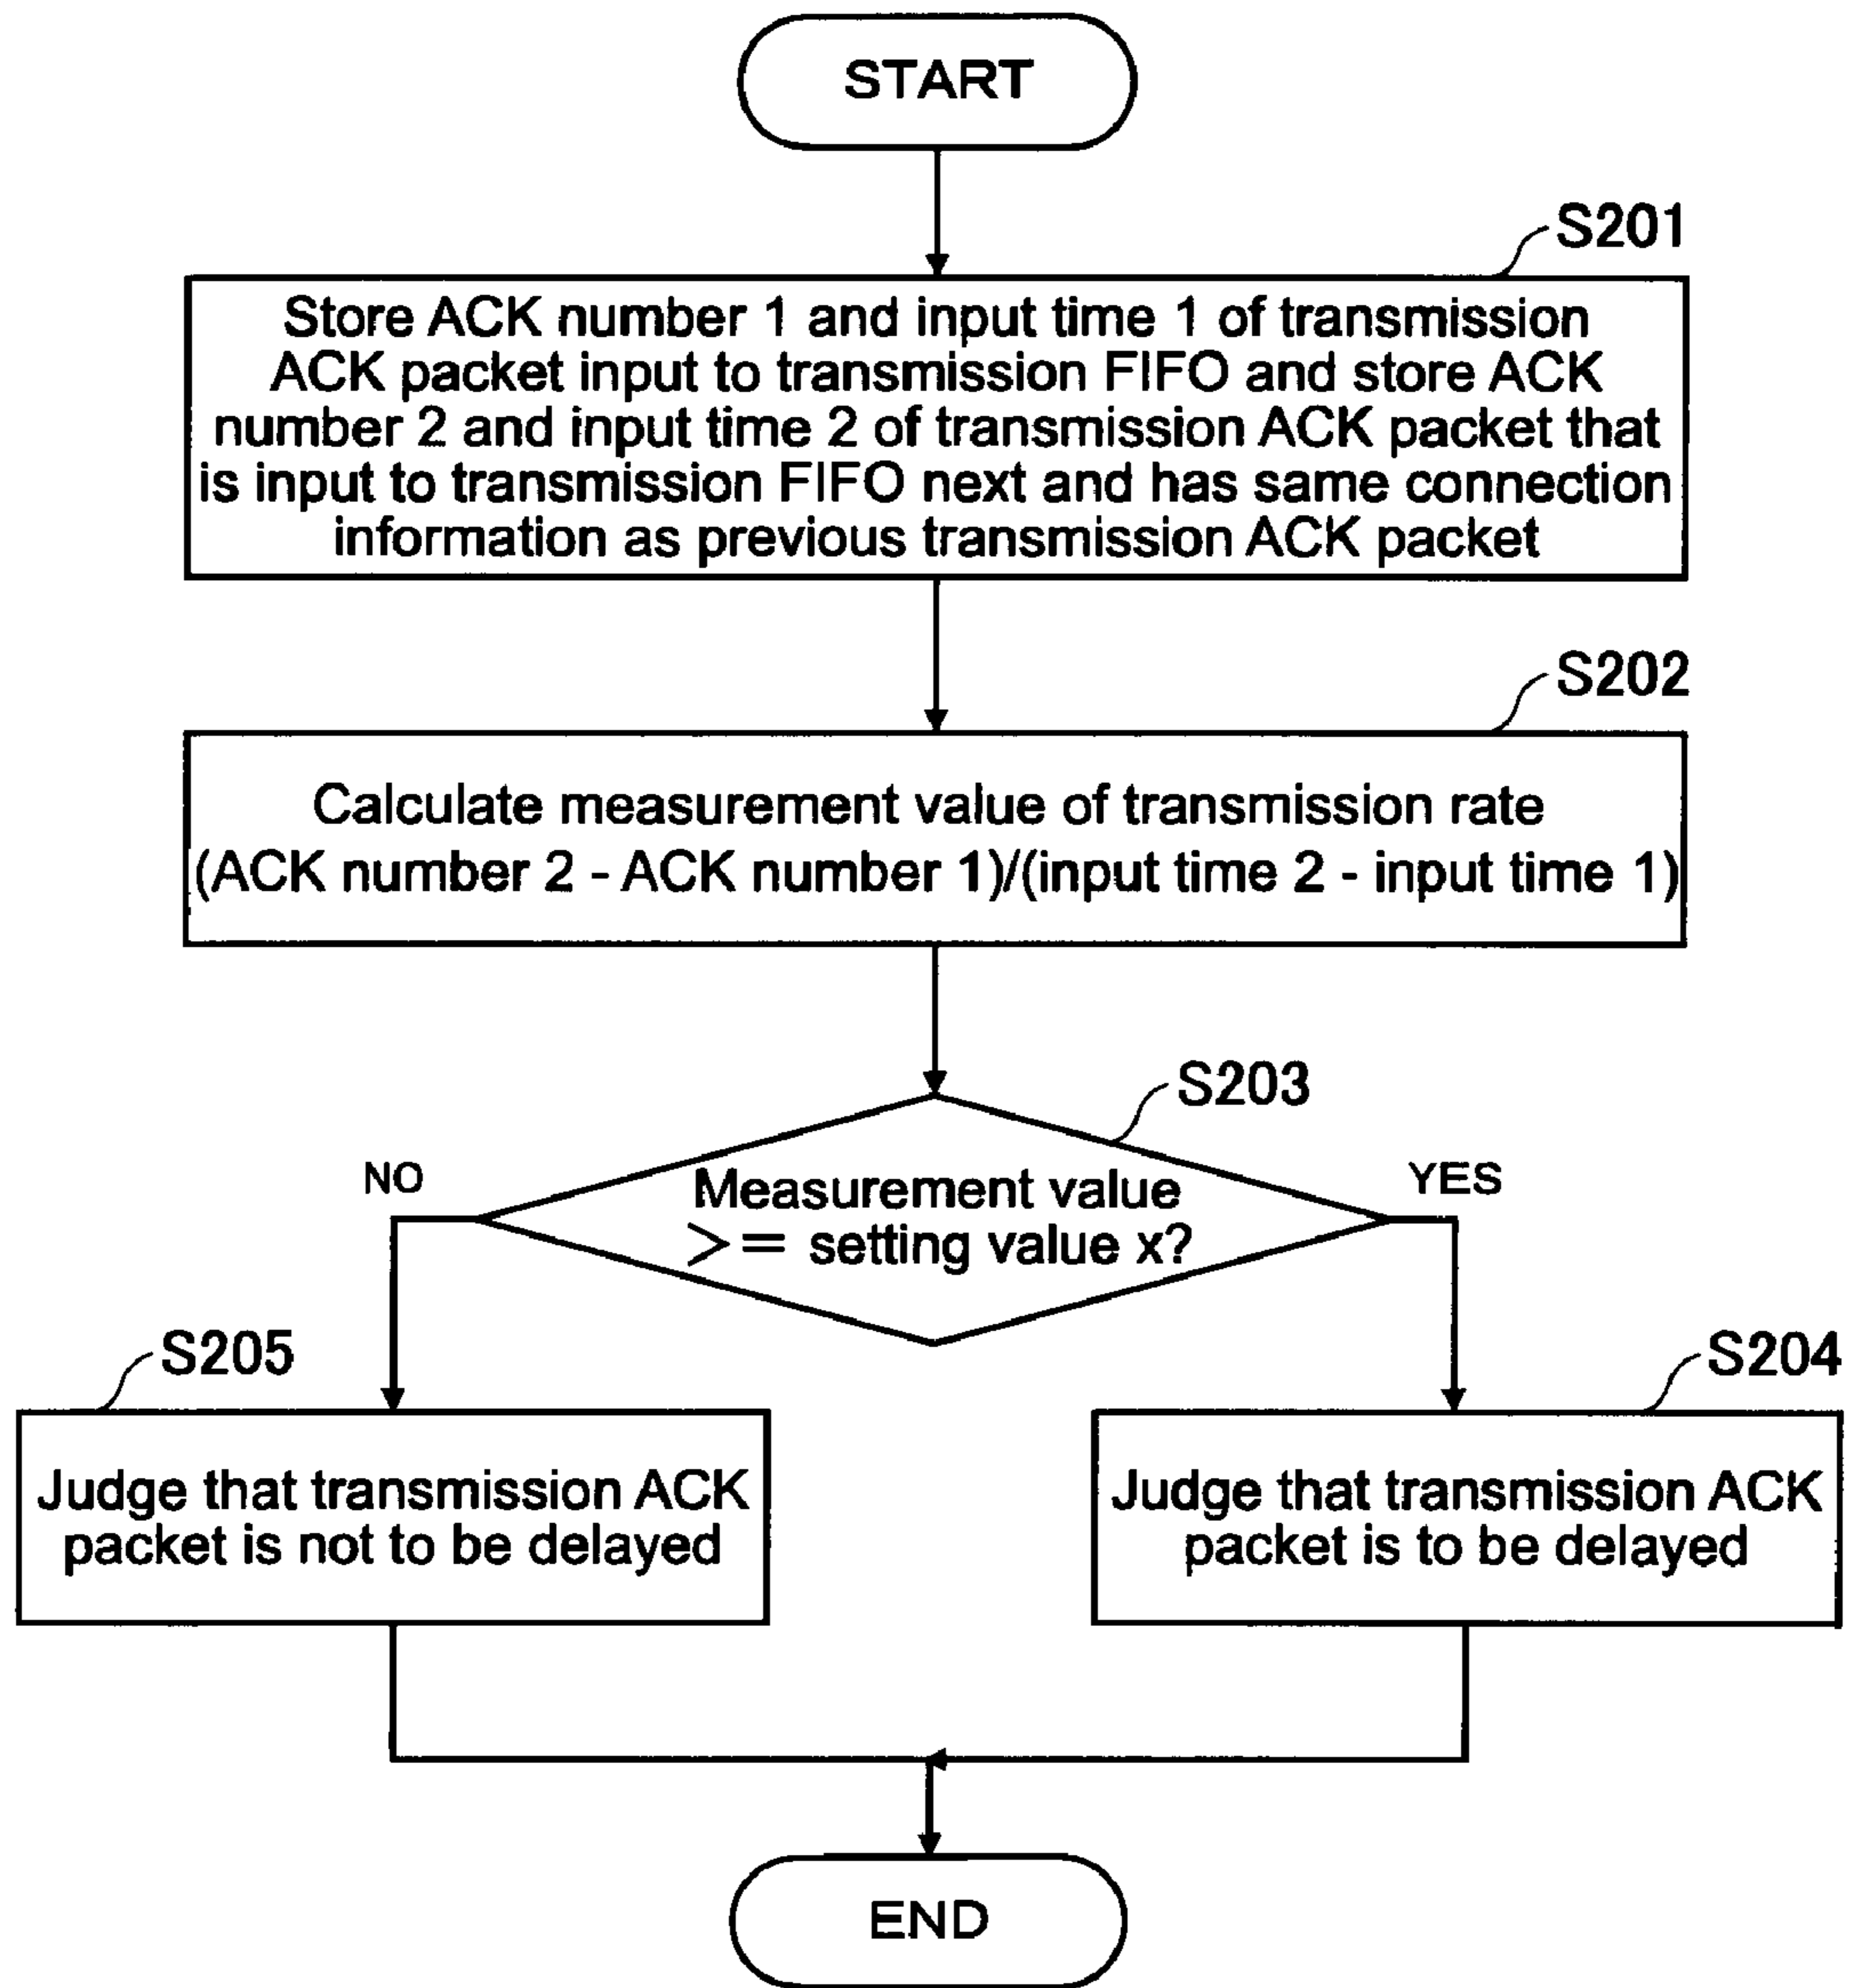 START
S201
Store ACK number 1 and input time 1 of transmission
ACK packet input to transmission FIFO and store ACK
number 2 and input time 2 of transmission ACK packet that
is input to transmission FIFO next and has same connection
information as previous transmission ACK packet
S202
Calculate measurement value of transmission rate
(ACK number 2 - ACK number 1)/(input time 2 - input time 1)
S203
NO
Measurement value
>= setting value x?
YES
S205
Judge that transmission ACK
packet is not to be delayed
S204
Judge that transmission ACK
packet is to be delayed
END